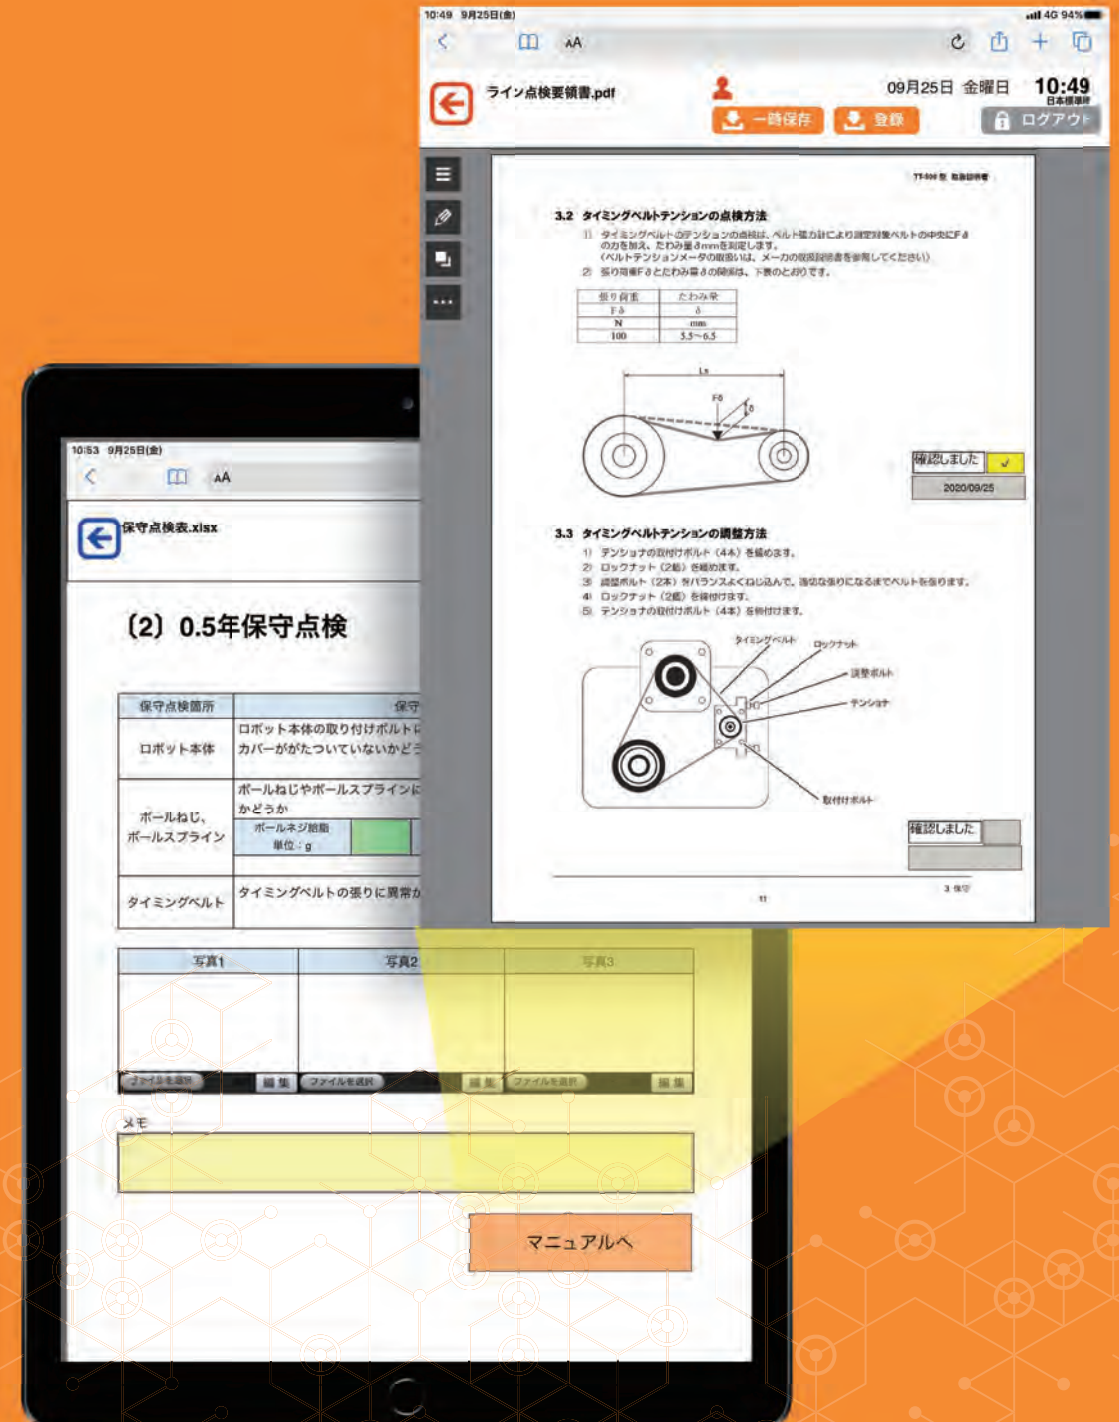 10:49 9月25日(金)
4G 94%
AA
ライン点検要領書.pdf
09月25日 金曜日 10:49
日本標準時
一時保存
登録
ログアウト
取扱説明書
3.2 タイミングベルトテンションの点検方法
1) タイミングベルトのテンションの点検は、ベルト張力計により測定対象ベルトの中央にFδ
の力を加え、たわみ量δmmを測定します。
(ベルトテンションメータの取扱いは、メーカの取扱説明書を参照してください)
2) 張り荷重Fδとたわみ量δの関係は、下表のとおりです。
張り荷重 たわみ量
Fδ δ
N mm
100 5.5~6.5
Ls
Fδ
δ
確認しました ✓
2020/09/25
3.3 タイミングベルトテンションの調整方法
1) テンショナの取付けボルト(4本)を緩めます。
2) ロックナット(2個)を緩めます。
3) 調整ボルト(2本)をバランスよくねじ込んで、適切な張りになるまでベルトを張ります。
4) ロックナット(2個)を締付けます。
5) テンショナの取付けボルト(4本)を締付けます。
タイミングベルト
ロックナット
調整ボルト
テンショナ
取付けボルト
確認しました
3 保守
11
10:53 9月25日(金)
AA
保守点検表.xlsx
(2)0.5年保守点検
保守点検箇所 保守
ロボット本体
ロボット本体の取り付けボルトに
カバーががたついていないかどう
ボールねじ、
ボールスプライン
ボールねじやボールスプラインに
かどうか
ボールネジ給脂
単位:g
タイミングベルト
タイミングベルトの張りに異常か
写真1 写真2 写真3
ファイルを選択 編集 ファイルを選択 編集 ファイルを選択 編集
メモ
マニュアルへ